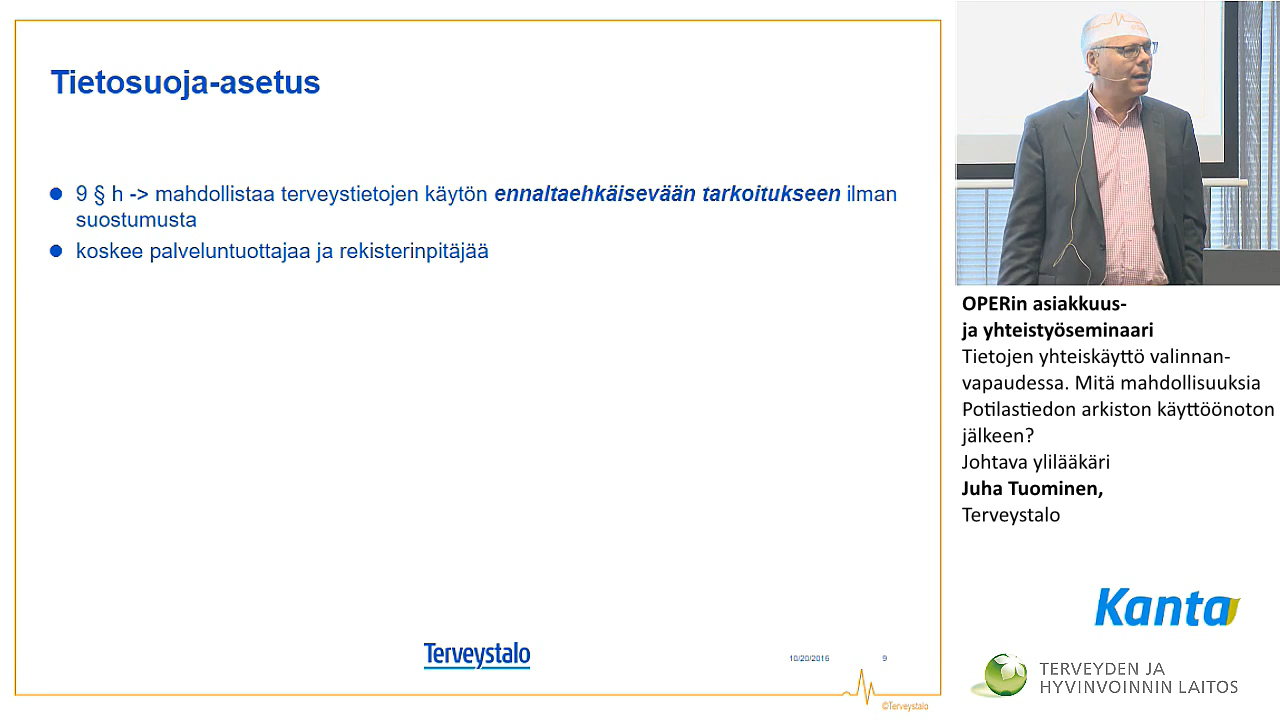 Tietosuoja-asetus
9 § h -> mahdollistaa terveystietojen käytön ennaltaehkäisevään tarkoitukseen ilman
suostumusta
koskee palveluntuottajaa ja rekisterinpitäjää
Terveystalo
10/20/2016
9
©Terveystalo
OPERin asiakkuus-
ja yhteistyöseminaari
Tietojen yhteiskäyttö valinnan-
vapaudessa. Mitä mahdollisuuksia
Potilastiedon arkiston käyttöönoton
jälkeen?
Johtava ylilääkäri
Juha Tuominen,
Terveystalo
Kanta
TERVEYDEN JA
HYVINVOINNIN LAITOS